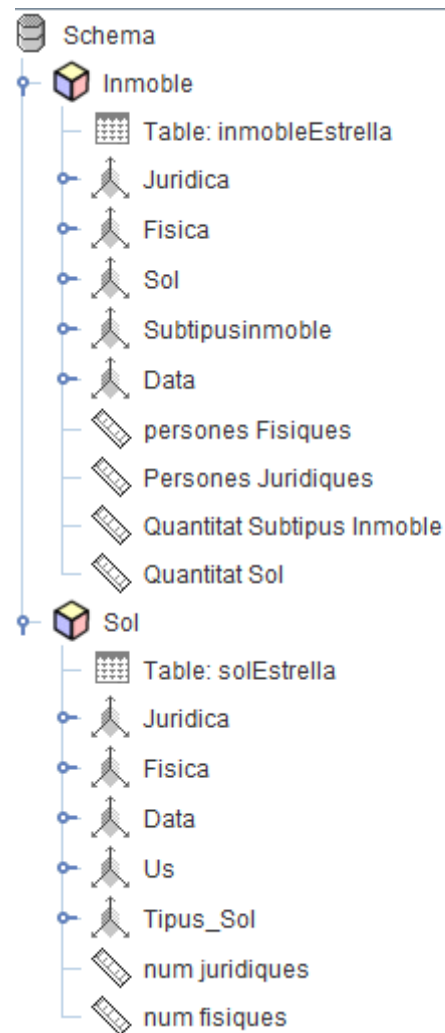 Schema
Inmoble
Table: inmobleEstrella
Juridica
Fisica
Sol
Subtipusinmoble
Data
persones Fisiques
Persones Juridiques
Quantitat Subtipus Inmoble
Quantitat Sol
Sol
Table: solEstrella
Juridica
Fisica
Data
Us
Tipus_Sol
num juridiques
num fisiques